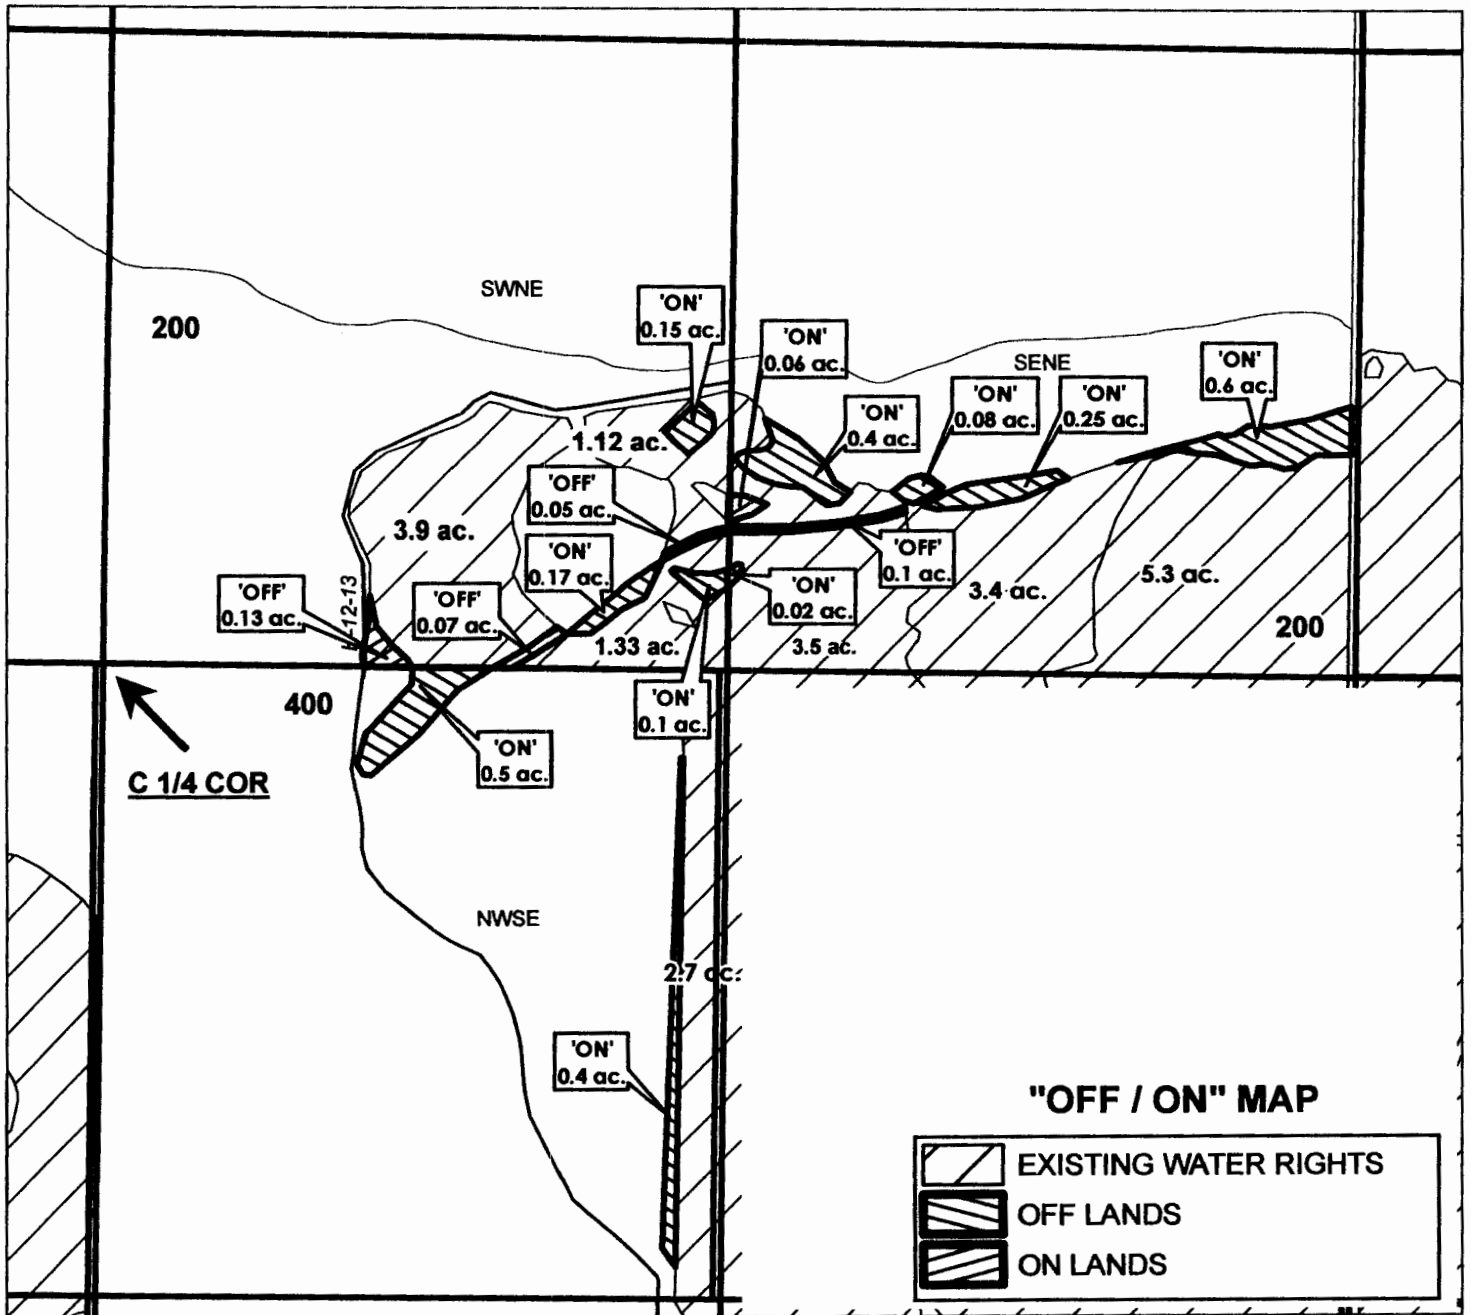 SWNE
200
'ON'
0.15 ac.
'ON'
0.06 ac.
SENE
'ON'
0.6 ac.
'ON'
0.08 ac.
'ON'
0.25 ac.
'ON'
0.4 ac.
1.12 ac.
'OFF'
0.05 ac.
3.9 ac.
'ON'
0.17 ac.
'OFF'
0.1 ac.
'OFF'
0.13 ac.
'OFF'
0.07 ac.
'ON'
0.02 ac.
3.4 ac.
5.3 ac.
200
1.33 ac.
3.5 ac.
400
'ON'
0.1 ac.
'ON'
0.5 ac.
C 1/4 COR
NWSE
2.7 ac.
'ON'
0.4 ac.
"OFF / ON" MAP
EXISTING WATER RIGHTS
OFF LANDS
ON LANDS